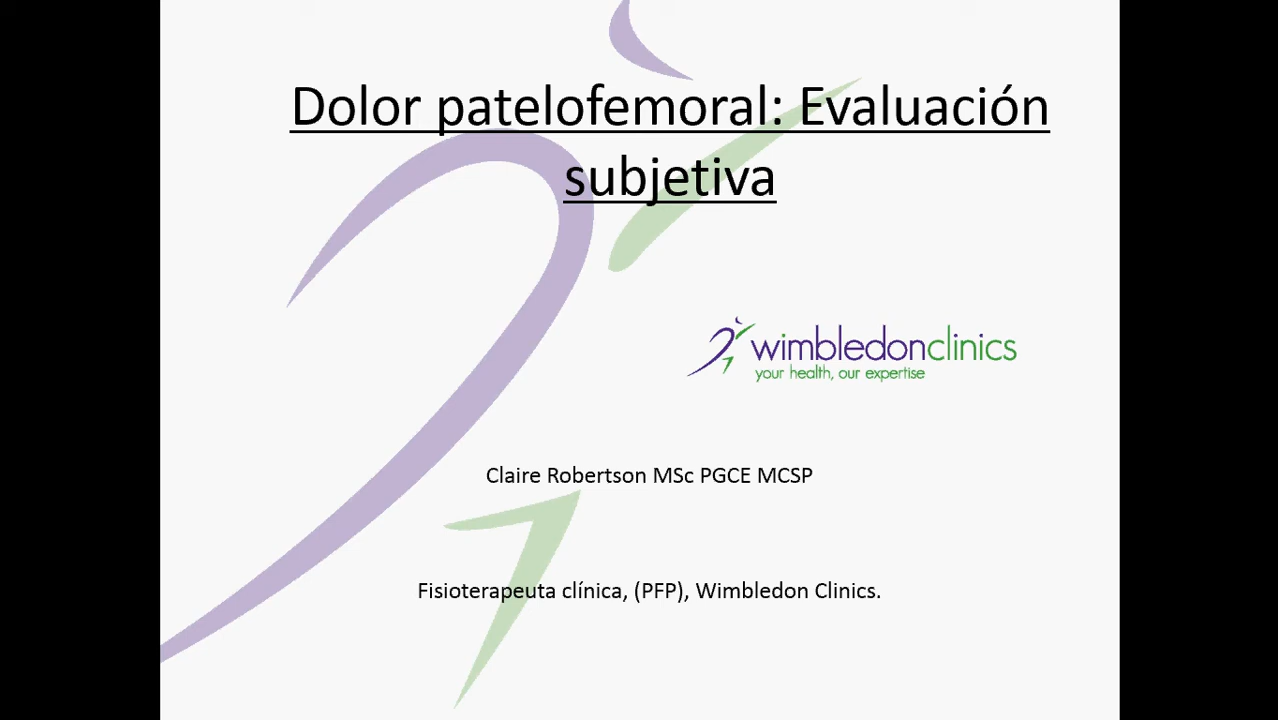 Dolor patelofemoral: Evaluación
subjetiva
wimbledonclinics
your health, our expertise
Claire Robertson MSc PGCE MCSP
Fisioterapeuta clínica, (PFP), Wimbledon Clinics.